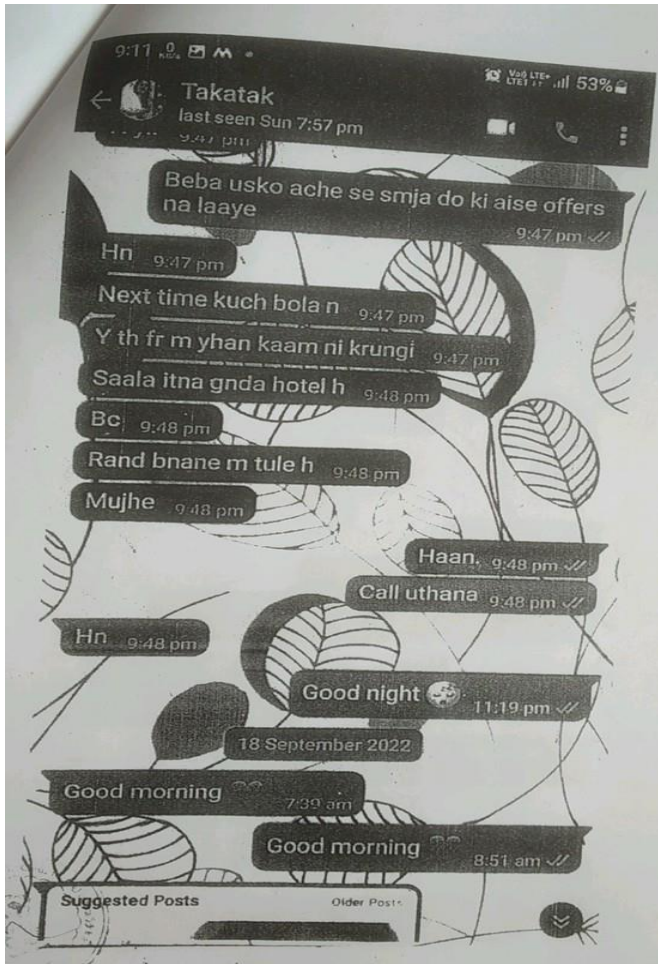 9:11 0 KB/s
Vo) LTE+ LTE1 53%
Takatak
last seen Sun 7:57 pm
9:47 pm
Beba usko ache se smja do ki aise offers
na laaye
9:47 pm
Hn 9:47 pm
Next time kuch bola n 9:47 pm
Y th fr m yhan kaam ni krungi 9:47 pm
Saala itna gnda hotel h 9:48 pm
Bc 9:48 pm
Rand bnane m tule h 9:48 pm
Mujhe 9:48 pm
Haan, 9:48 pm
Call uthana 9:48 pm
Hn 9:48 pm
Good night 🌝
11:19 pm
18 September 2022
Good morning
7:39 am
Good morning
8:51 am
Suggested Posts Older Posts